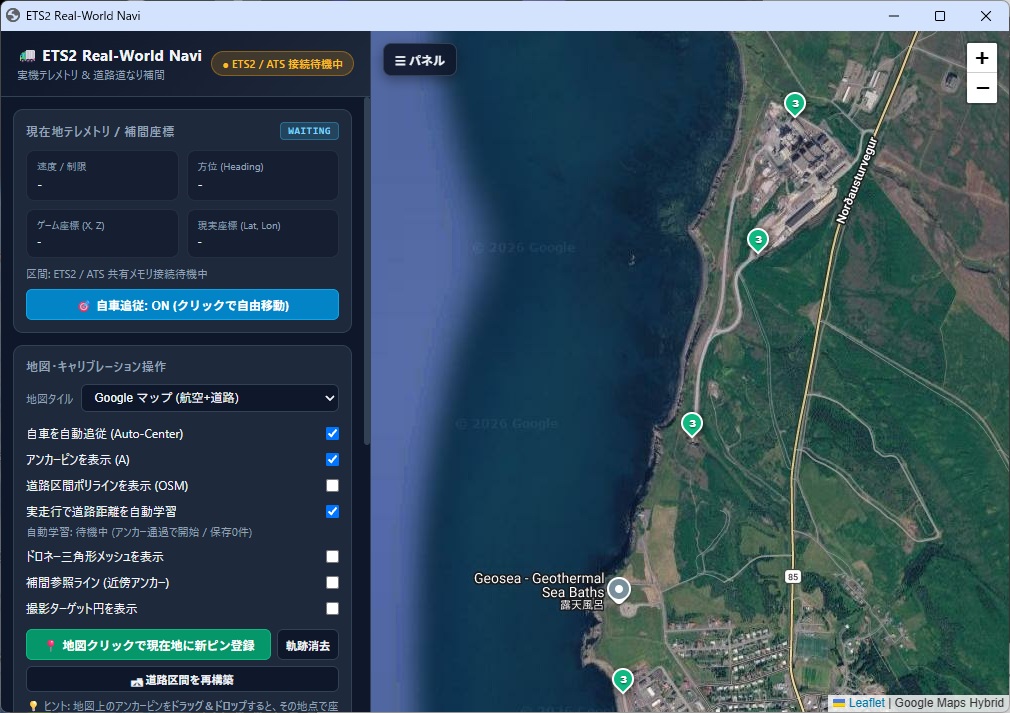 ETS2 Real-World Navi
ETS2 Real-World Navi
実機テレメトリ & 道路道なり補間
● ETS2 / ATS 接続待機中
現在地テレメトリ / 補間座標
WAITING
速度 / 制限
-
方位 (Heading)
-
ゲーム座標 (X, Z)
-
現実座標 (Lat, Lon)
-
区間: ETS2 / ATS 共有メモリ接続待機中
🎯 自車追従: ON (クリックで自由移動)
地図・キャリブレーション操作
地図タイル
Google マップ (航空+道路)
自車を自動追従 (Auto-Center)
アンカーピンを表示 (A)
道路区間ポリラインを表示 (OSM)
実走行で道路距離を自動学習
自動学習: 待機中 (アンカー通過で開始 / 保存0件)
ドロネー三角形メッシュを表示
補間参照ライン (近傍アンカー)
撮影ターゲット円を表示
📍 地図クリックで現在地に新ピン登録
軌跡消去
🛣️ 道路区間を再構築
💡 ヒント: 地図上のアンカーピンをドラッグ＆ドロップすると、その地点で座
☰ パネル
+
−
3
Norðausturvegur
3
© 2026 Google
3
© 2026 Google
85
Geosea - Geothermal
Sea Baths
露天風呂
3
Leaflet | Google Maps Hybrid